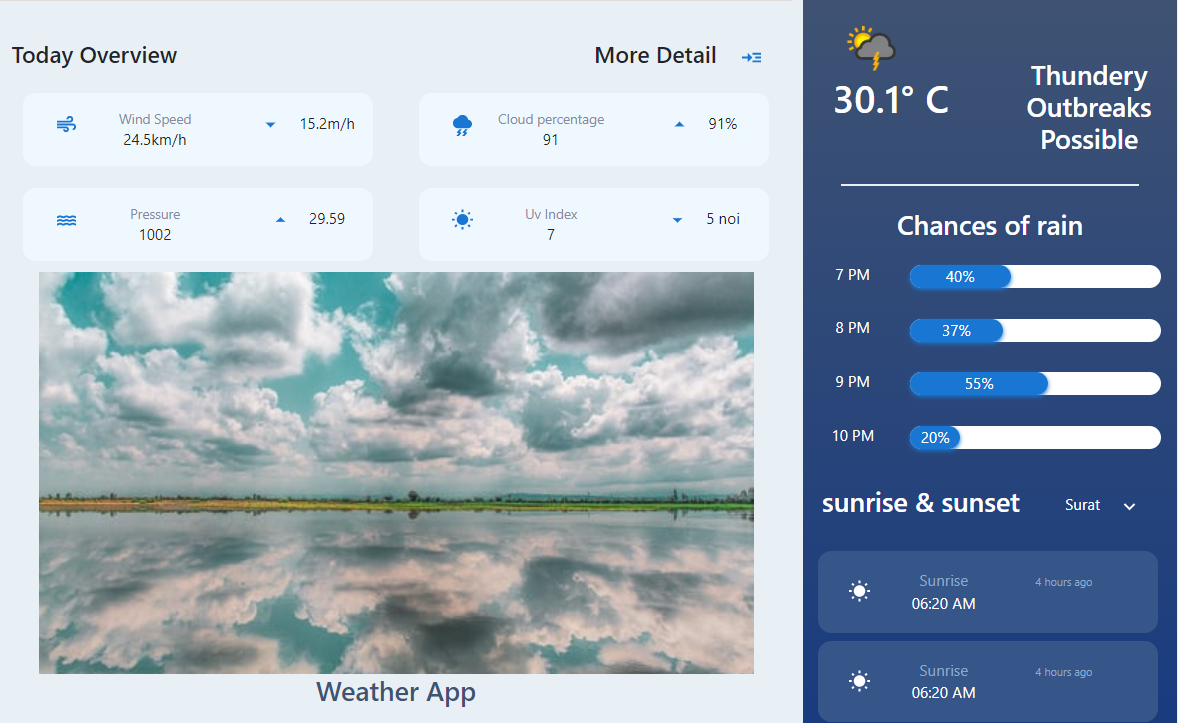 Today Overview
More Detail
Wind Speed
24.5km/h
15.2m/h
Cloud percentage
91
91%
Pressure
1002
29.59
Uv Index
7
5 noi
Weather App
30.1° C
Thundery
Outbreaks
Possible
Chances of rain
7 PM
40%
8 PM
37%
9 PM
55%
10 PM
20%
sunrise & sunset
Surat
Sunrise
06:20 AM
4 hours ago
Sunrise
06:20 AM
4 hours ago